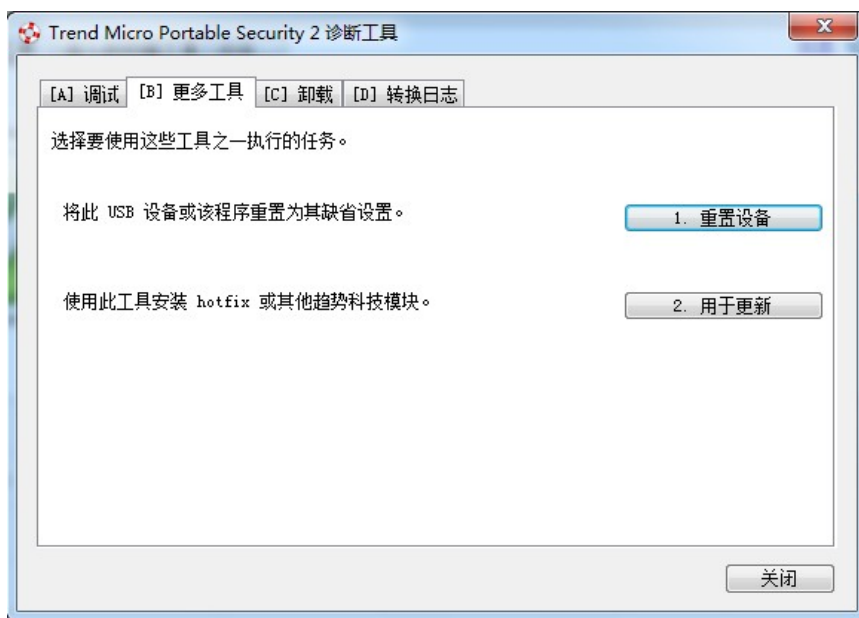 Trend Micro Portable Security 2 诊断工具
[A] 调试 [B] 更多工具 [C] 卸载 [D] 转换日志
选择要使用这些工具之一执行的任务。
将此 USB 设备或该程序重置为其缺省设置。
1. 重置设备
使用此工具安装 hotfix 或其他趋势科技模块。
2. 用于更新
关闭